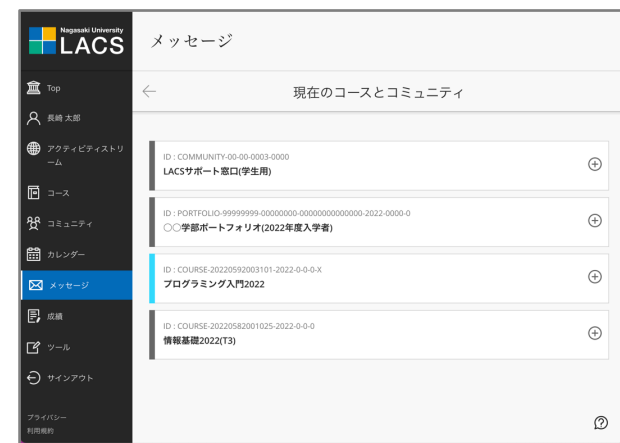 Nagasaki University
LACS
メッセージ
Top
現在のコースとコミュニティ
長崎 太郎
アクティビティストリ
ーム
コース
コミュニティ
カレンダー
メッセージ
成績
ツール
サインアウト
プライバシー
利用規約
ID : COMMUNITY-00-00-0003-0000
LACSサポート窓口(学生用)
ID : PORTFOLIO-99999999-00000000-00000000000000-2022-0000-0
○○学部ポートフォリオ(2022年度入学者)
ID : COURSE-20220592003101-2022-0-0-X
プログラミング入門2022
ID : COURSE-20220582001025-2022-0-0-0
情報基礎2022(T3)